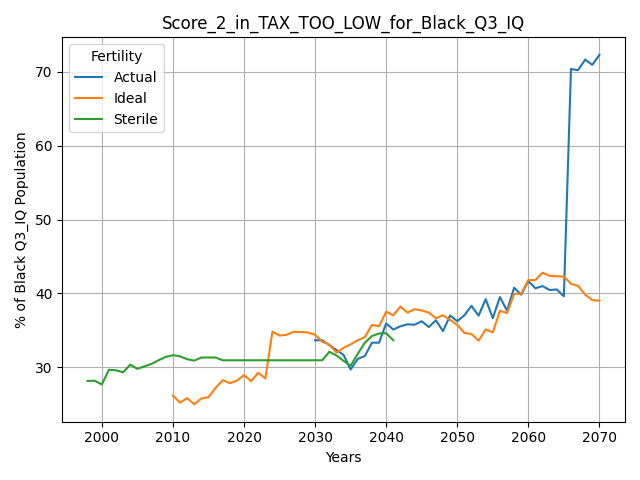 Score_2_in_TAX_TOO_LOW_for_Black_Q3_IQ
Fertility
Actual
Ideal
Sterile
% of Black Q3_IQ Population
70
60
50
40
30
2000 2010 2020 2030 2040 2050 2060 2070
Years